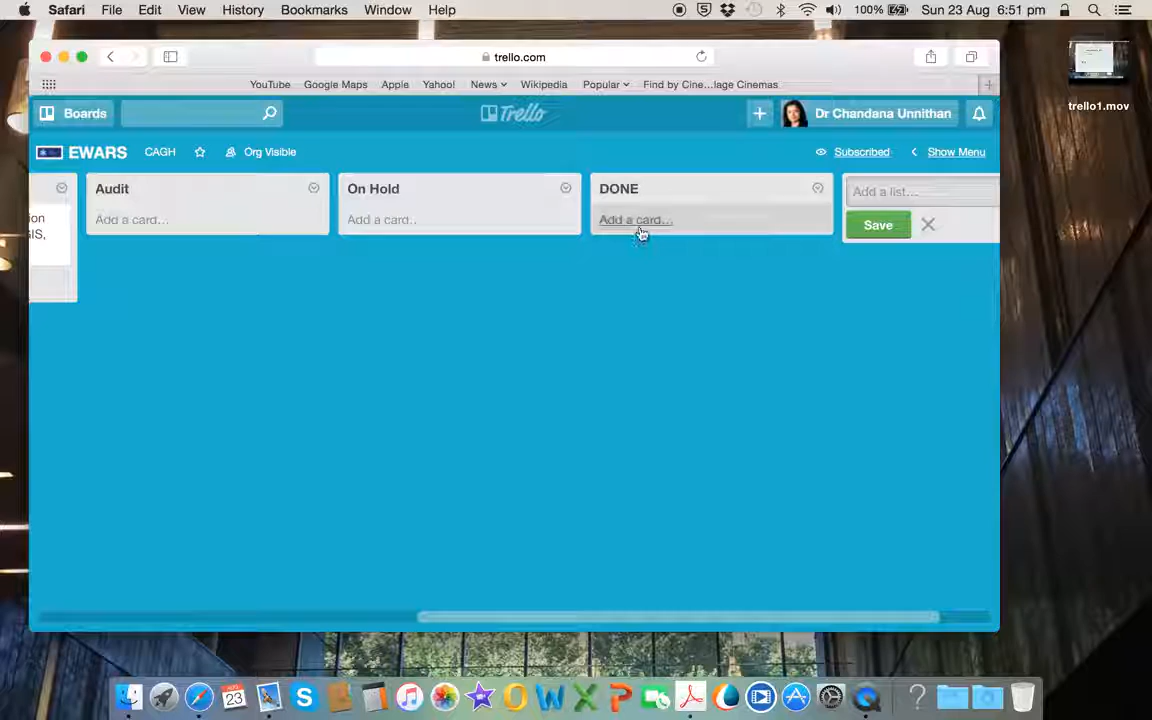 Safari File Edit View History Bookmarks Window Help 100% Sun 23 Aug 6:51 pm
trello.com
YouTube Google Maps Apple Yahoo! News Wikipedia Popular Find by Cine...lage Cinemas
trello1.mov
Boards Trello Dr Chandana Unnithan
EWARS CAGH Org Visible Subscribed Show Menu
Audit On Hold DONE Add a list...
ion Add a card... Add a card.. Add a card... Save
GIS,